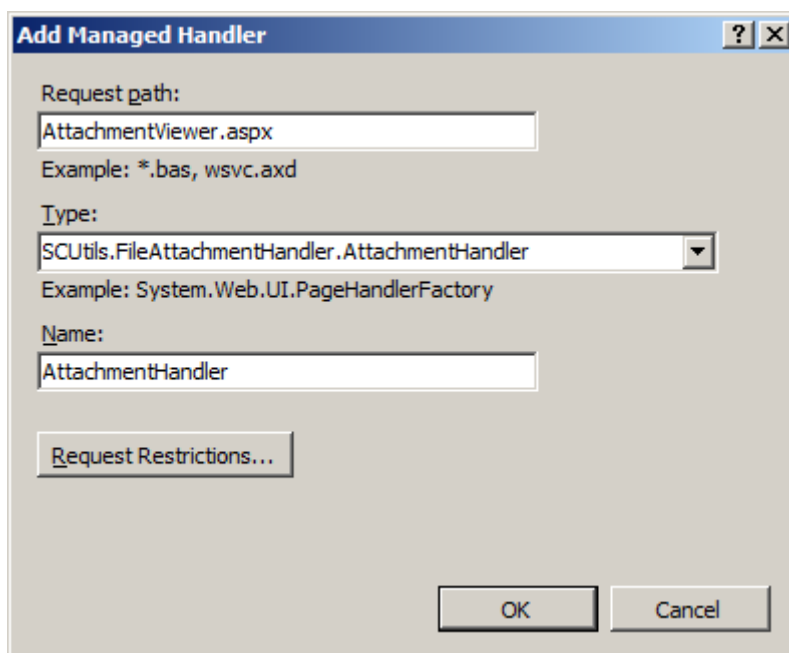 Add Managed Handler
Request path:
AttachmentViewer.aspx
Example: *.bas, wsvc.axd
Type:
SCUtils.FileAttachmentHandler.AttachmentHandler
Example: System.Web.UI.PageHandlerFactory
Name:
AttachmentHandler
Request Restrictions...
OK Cancel